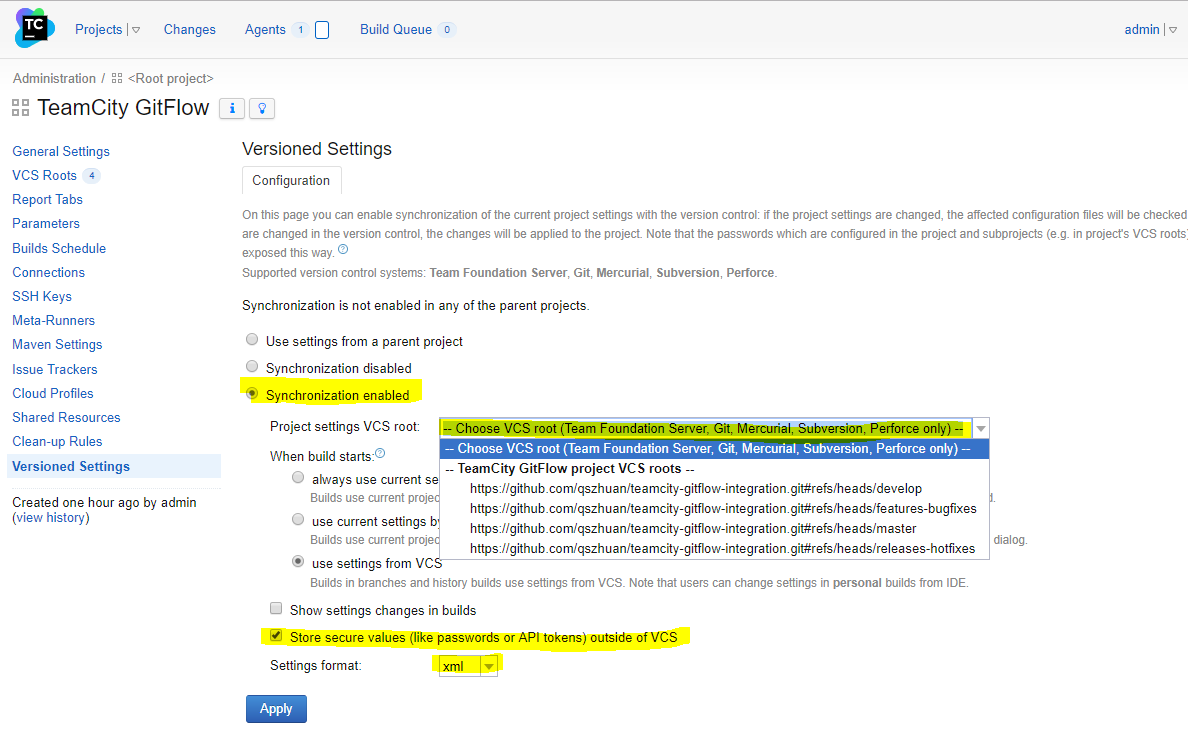 TC
Projects
Changes
Agents 1
Build Queue 0
admin
Administration / <Root project>
TeamCity GitFlow
General Settings
VCS Roots 4
Report Tabs
Parameters
Builds Schedule
Connections
SSH Keys
Meta-Runners
Maven Settings
Issue Trackers
Cloud Profiles
Shared Resources
Clean-up Rules
Versioned Settings
Created one hour ago by admin
(view history)
Versioned Settings
Configuration
On this page you can enable synchronization of the current project settings with the version control: if the project settings are changed, the affected configuration files will be checked
are changed in the version control, the changes will be applied to the project. Note that the passwords which are configured in the project and subprojects (e.g. in project's VCS roots)
exposed this way. ?
Supported version control systems: Team Foundation Server, Git, Mercurial, Subversion, Perforce.
Synchronization is not enabled in any of the parent projects.
Use settings from a parent project
Synchronization disabled
Synchronization enabled
Project settings VCS root: -- Choose VCS root (Team Foundation Server, Git, Mercurial, Subversion, Perforce only) --
-- Choose VCS root (Team Foundation Server, Git, Mercurial, Subversion, Perforce only) --
-- TeamCity GitFlow project VCS roots --
https://github.com/qszhuan/teamcity-gitflow-integration.git#refs/heads/develop
https://github.com/qszhuan/teamcity-gitflow-integration.git#refs/heads/features-bugfixes
https://github.com/qszhuan/teamcity-gitflow-integration.git#refs/heads/master
https://github.com/qszhuan/teamcity-gitflow-integration.git#refs/heads/releases-hotfixes
When build starts: ?
always use current se
Builds use current projec d.
use current settings by
Builds use current projec dialog.
use settings from VCS
Builds in branches and history builds use settings from VCS. Note that users can change settings in personal builds from IDE.
Show settings changes in builds
Store secure values (like passwords or API tokens) outside of VCS
Settings format: xml
Apply